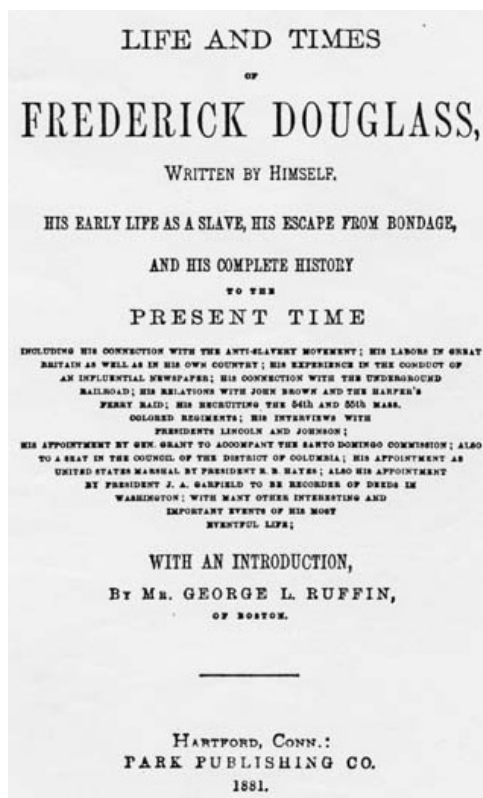 LIFE AND TIMES
OF
FREDERICK DOUGLASS,
WRITTEN BY HIMSELF.
HIS EARLY LIFE AS A SLAVE, HIS ESCAPE FROM BONDAGE,
AND HIS COMPLETE HISTORY
TO THE
PRESENT TIME
INCLUDING HIS CONNECTION WITH THE ANTI-SLAVERY MOVEMENT; HIS LABORS IN GREAT
BRITAIN AS WELL AS IN HIS OWN COUNTRY; HIS EXPERIENCE IN THE CONDUCT OF
AN INFLUENTIAL NEWSPAPER; HIS CONNECTION WITH THE UNDERGROUND
RAILROAD; HIS RELATIONS WITH JOHN BROWN AND THE HARPER'S
FERRY RAID; HIS RECRUITING THE 54th AND 55th MASS.
COLORED REGIMENTS; HIS INTERVIEWS WITH
PRESIDENTS LINCOLN AND JOHNSON;
HIS APPOINTMENT BY GEN. GRANT TO ACCOMPANY THE SANTO DOMINGO COMMISSION; ALSO
TO A SEAT IN THE COUNCIL OF THE DISTRICT OF COLUMBIA; HIS APPOINTMENT AS
UNITED STATES MARSHAL BY PRESIDENT R. B. HAYES; ALSO HIS APPOINTMENT
BY PRESIDENT J. A. GARFIELD TO BE RECORDER OF DEEDS IN
WASHINGTON; WITH MANY OTHER INTERESTING AND
IMPORTANT EVENTS OF HIS MOST
EVENTFUL LIFE;
WITH AN INTRODUCTION,
BY MR. GEORGE L. RUFFIN,
OF BOSTON.
HARTFORD, CONN.:
PARK PUBLISHING CO.
1881.